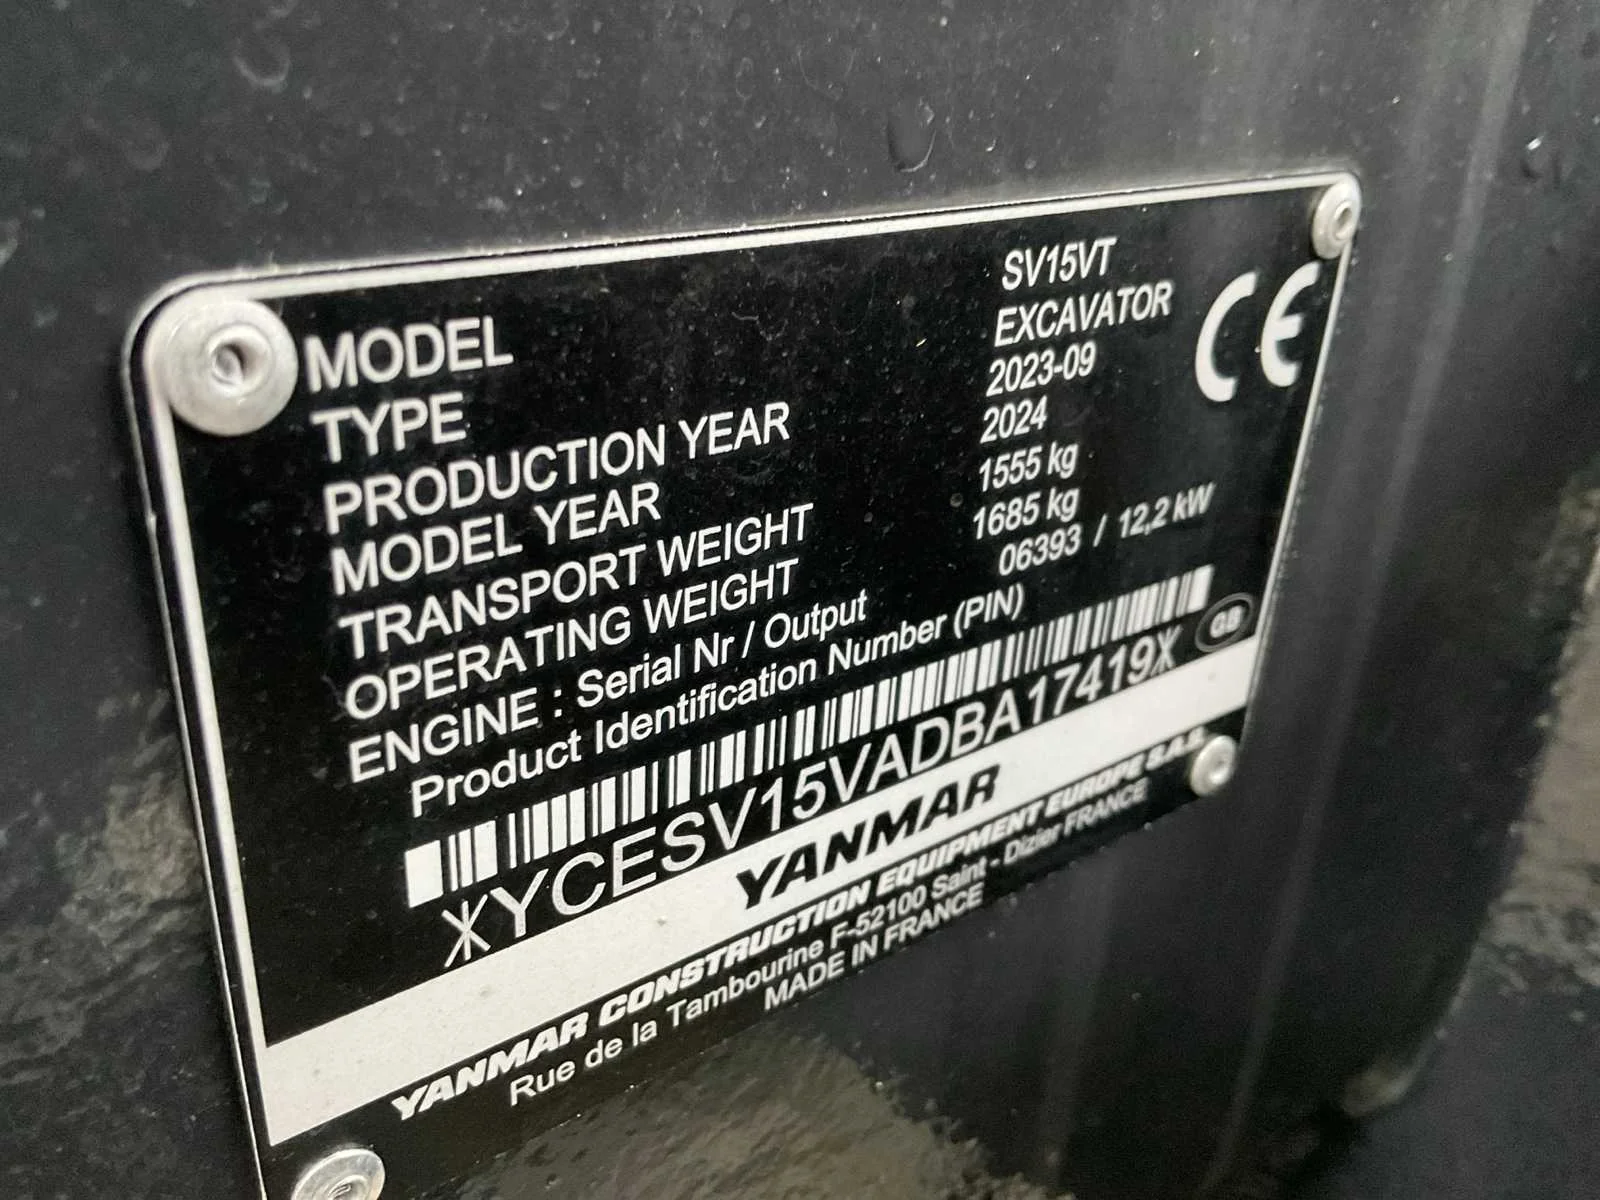 MODEL SV15VT
TYPE EXCAVATOR
PRODUCTION YEAR 2023-09
MODEL YEAR 2024
TRANSPORT WEIGHT 1555 kg
OPERATING WEIGHT 1685 kg
ENGINE : Serial Nr / Output 06393 / 12,2 kW
Product Identification Number (PIN)
*YCESV15VADBA17419*
GB
CE
YANMAR
YANMAR CONSTRUCTION EQUIPMENT EUROPE S.A.S.
Rue de la Tambourine F-52100 Saint - Dizier FRANCE
MADE IN FRANCE